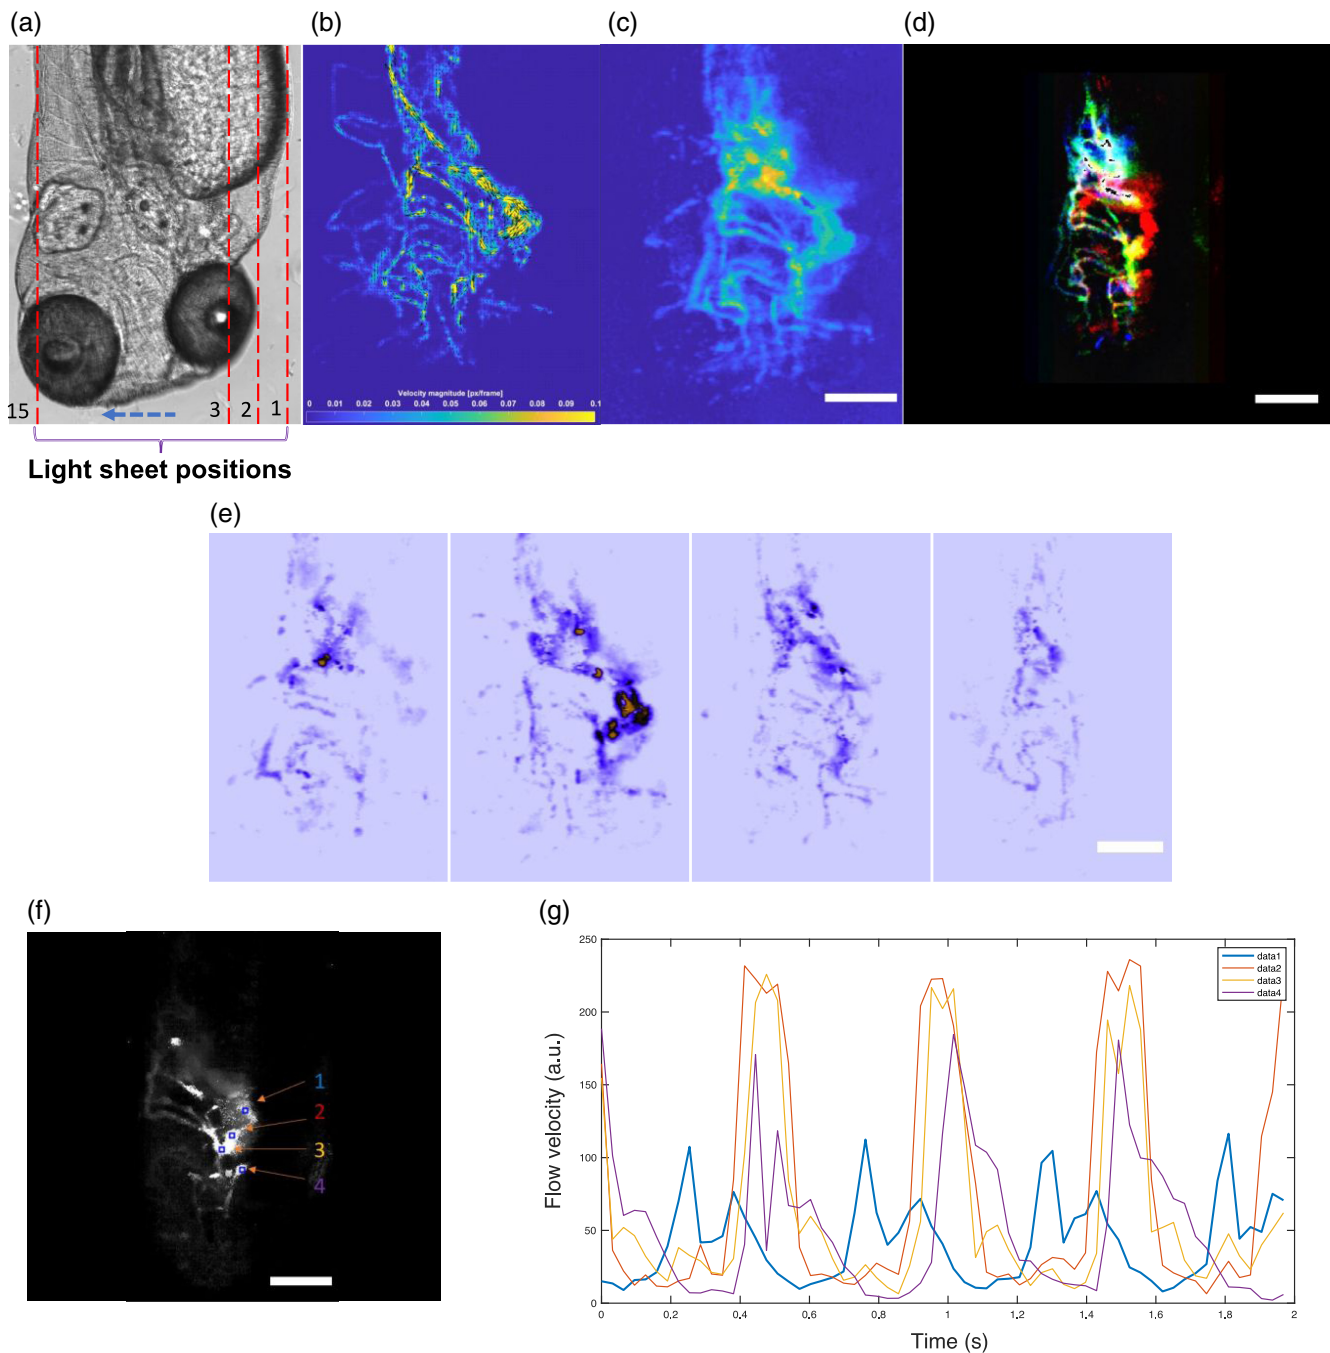 (a)
(b)
(c)
(d)
15
3
2
1
Light sheet positions
Velocity magnitude [px/frame]
0 0.01 0.02 0.03 0.04 0.05 0.06 0.07 0.08 0.09 0.1
(e)
(f)
1
2
3
4
(g)
250
200
150
100
50
0
Flow velocity (a.u.)
data1
data2
data3
data4
0 0.2 0.4 0.6 0.8 1 1.2 1.4 1.6 1.8 2
Time (s)